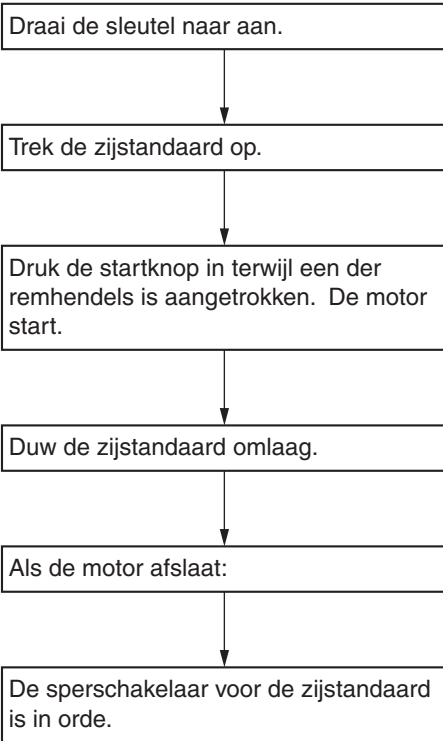 Draai de sleutel naar aan.
Trek de zijstandaard op.
Druk de startknop in terwijl een der
remhendels is aangetrokken. De motor
start.
Duw de zijstandaard omlaag.
Als de motor afslaat:
De sperschakelaar voor de zijstandaard
is in orde.